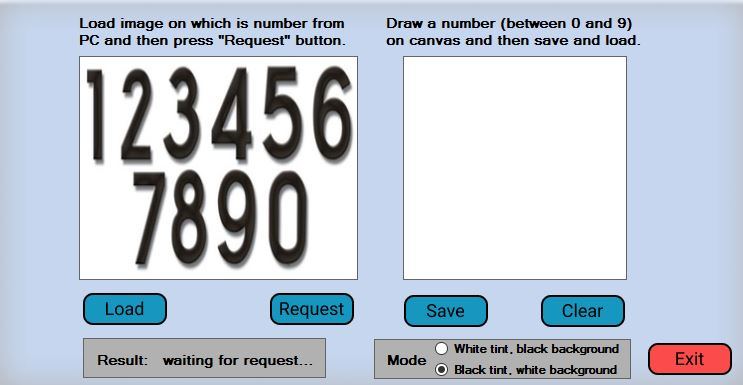 Load image on which is number from
PC and then press "Request" button.
Draw a number (between 0 and 9)
on canvas and then save and load.
123456
7890
Load
Request
Save
Clear
Result: waiting for request...
Mode
White tint, black background
Black tint, white background
Exit